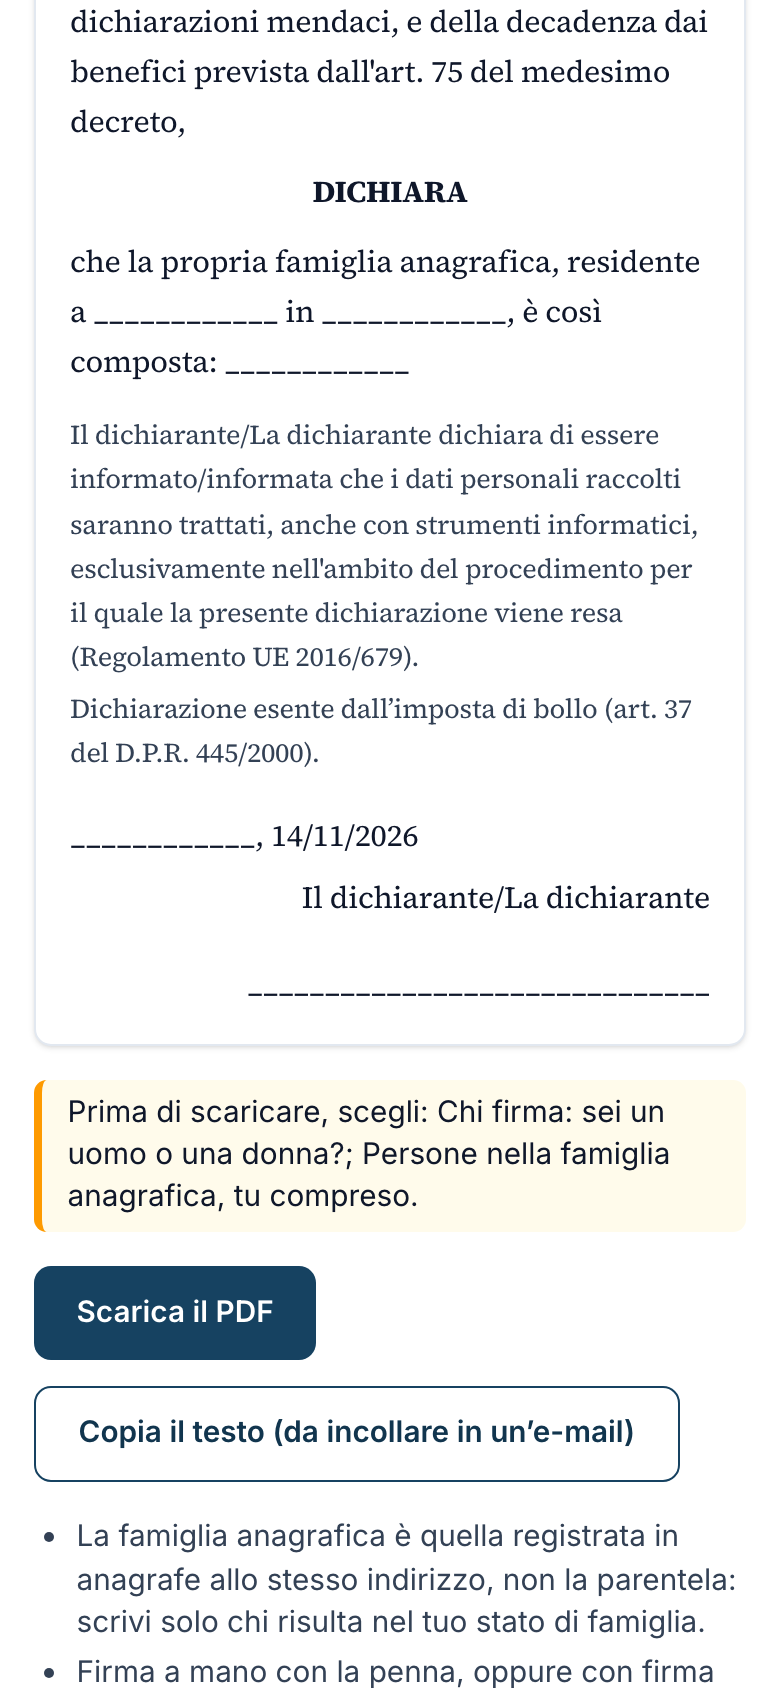 dichiarazioni mendaci, e della decadenza dai
benefici prevista dall'art. 75 del medesimo
decreto,
DICHIARA
che la propria famiglia anagrafica, residente
a ____________ in ____________, è così
composta: ____________
Il dichiarante/La dichiarante dichiara di essere
informato/informata che i dati personali raccolti
saranno trattati, anche con strumenti informatici,
esclusivamente nell'ambito del procedimento per
il quale la presente dichiarazione viene resa
(Regolamento UE 2016/679).
Dichiarazione esente dall’imposta di bollo (art. 37
del D.P.R. 445/2000).
____________, 14/11/2026
Il dichiarante/La dichiarante
______________________________
Prima di scaricare, scegli: Chi firma: sei un
uomo o una donna?; Persone nella famiglia
anagrafica, tu compreso.
Scarica il PDF
Copia il testo (da incollare in un’e-mail)
• La famiglia anagrafica è quella registrata in
anagrafe allo stesso indirizzo, non la parentela:
scrivi solo chi risulta nel tuo stato di famiglia.
• Firma a mano con la penna, oppure con firma